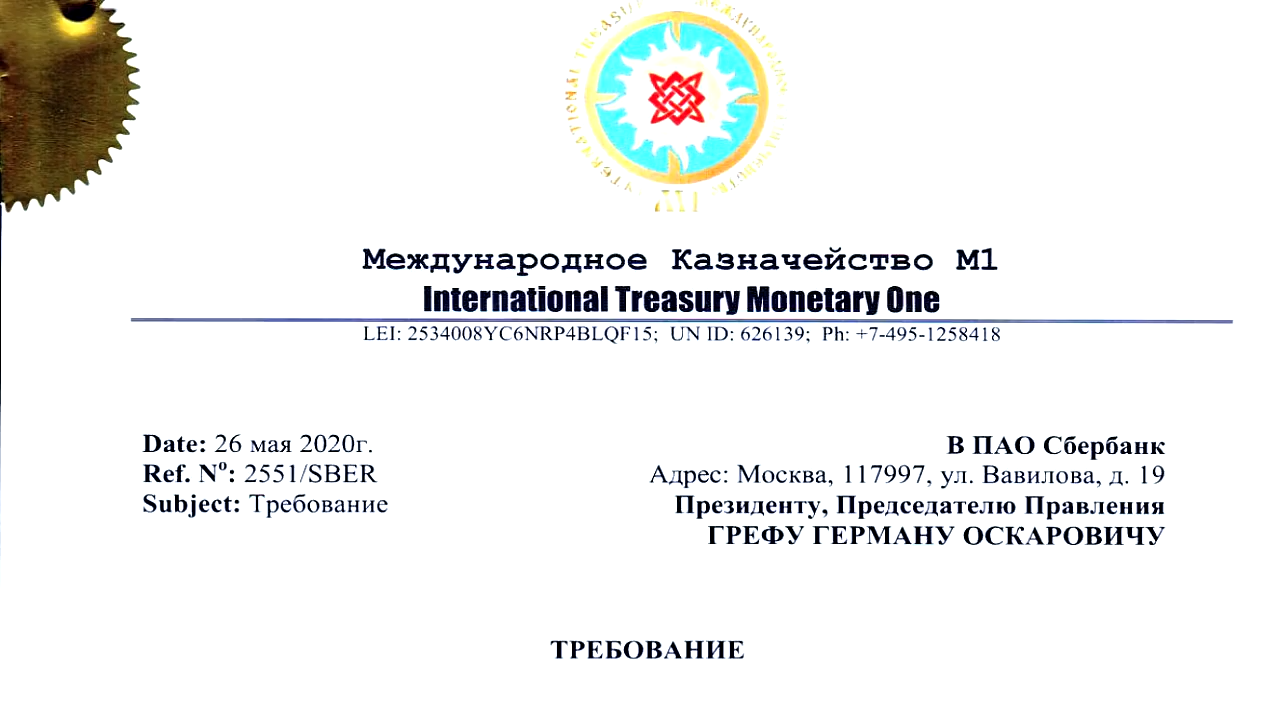 Международное Казначейство М1
International Treasury Monetary One
LEI: 2534008YC6NRP4BLQF15; UN ID: 626139; Ph: +7-495-1258418
Date: 26 мая 2020г.
Ref. Nº: 2551/SBER
Subject: Требование
В ПАО Сбербанк
Адрес: Москва, 117997, ул. Вавилова, д. 19
Президенту, Председателю Правления
ГРЕФУ ГЕРМАНУ ОСКАРОВИЧУ
ТРЕБОВАНИЕ